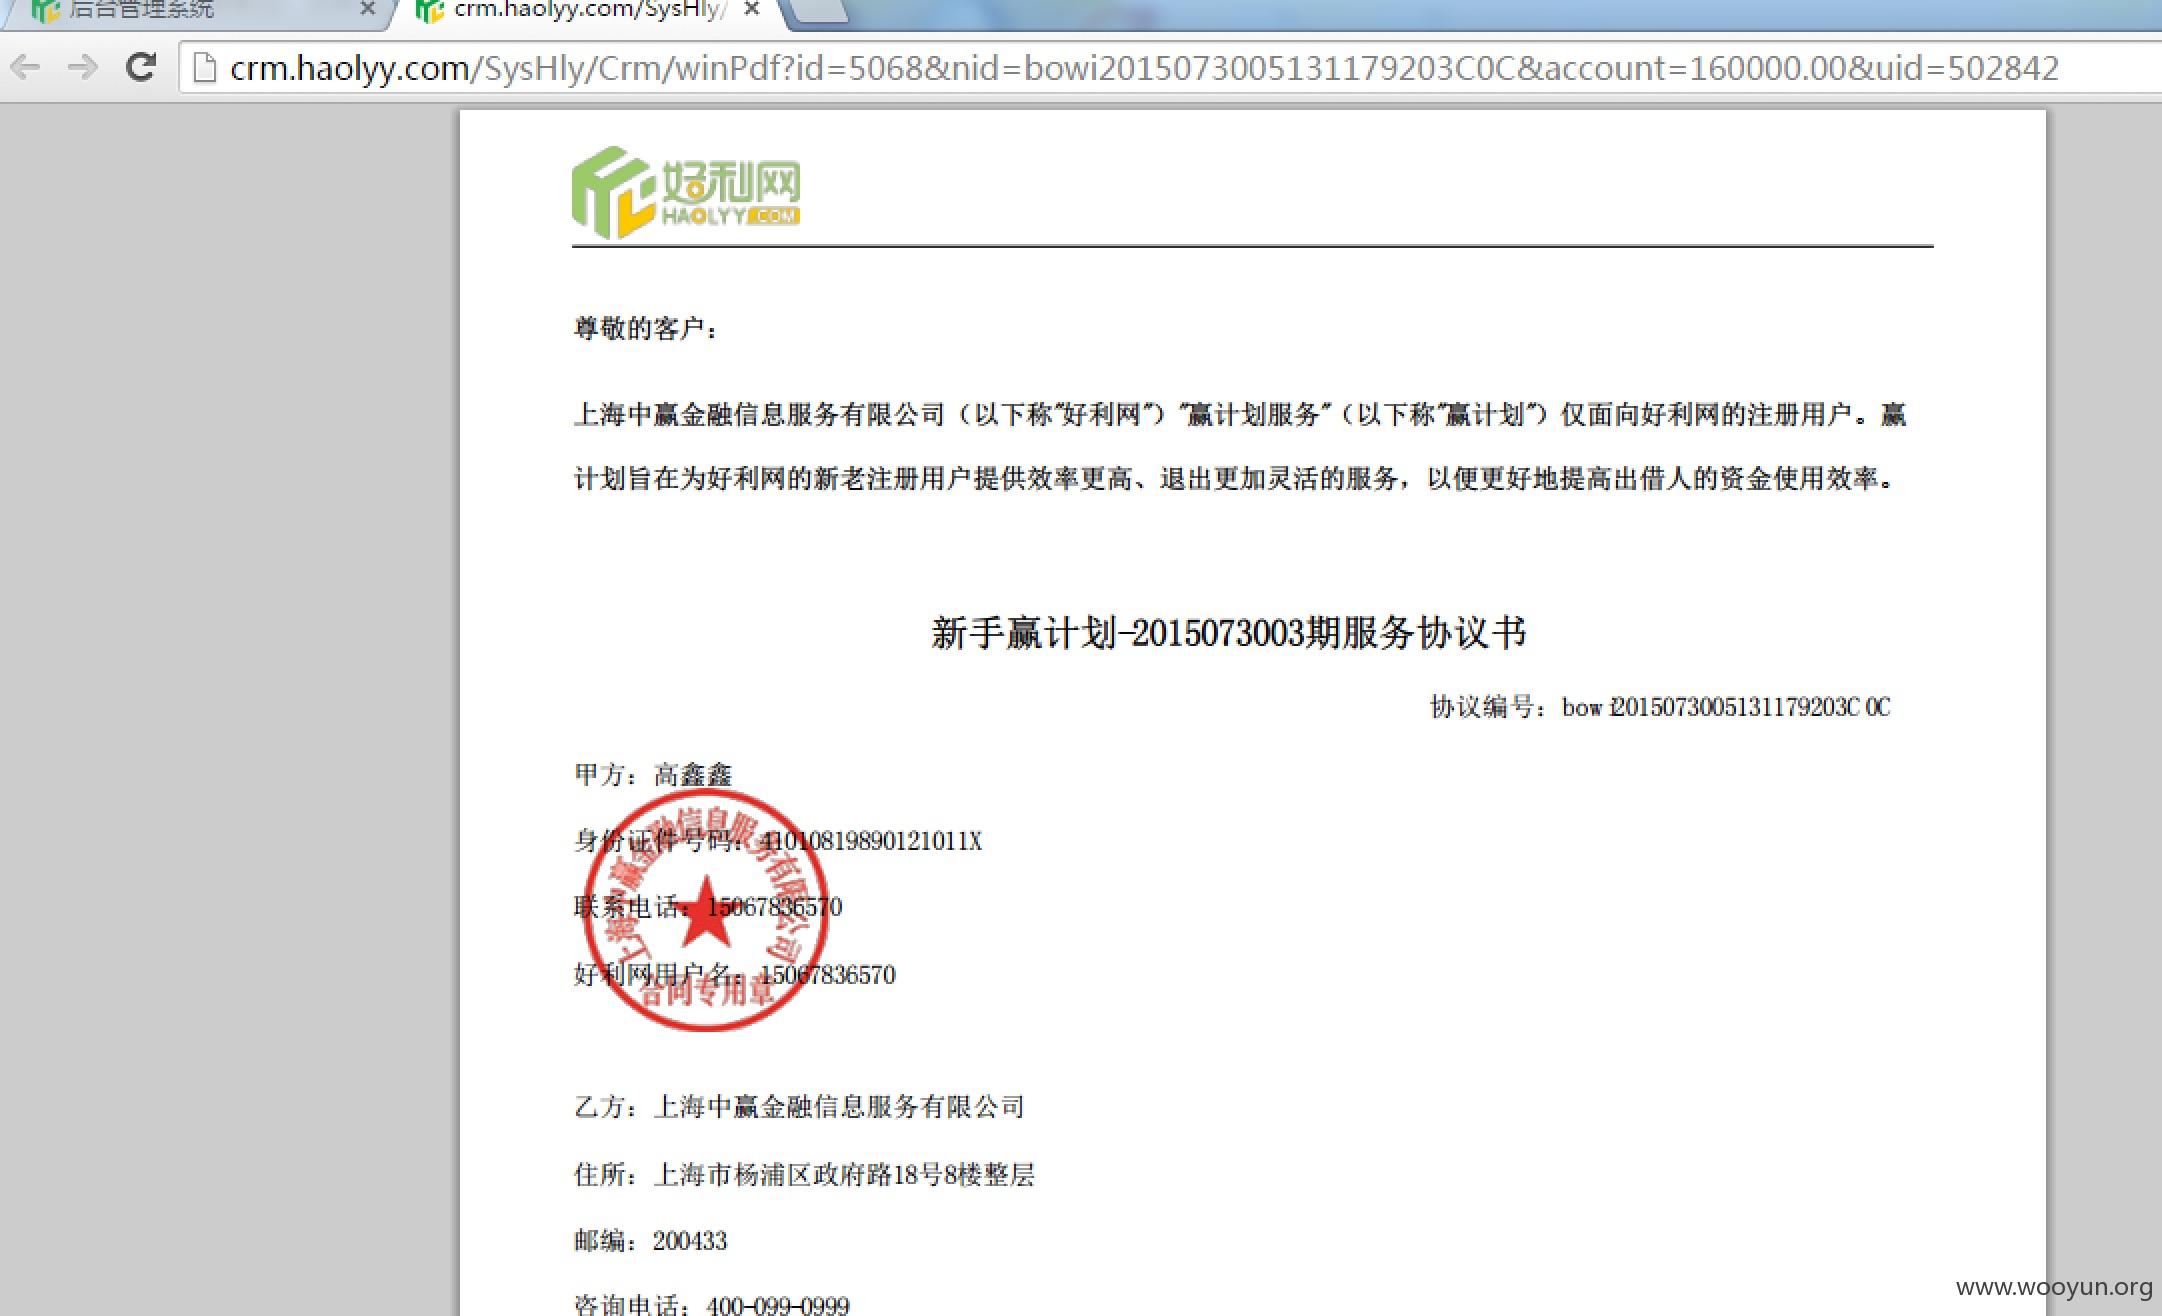 后台管理系统
crm.haolyy.com/SysHly/
crm.haolyy.com/SysHly/Crm/winPdf?id=5068&nid=bowi2015073005131179203C0C&account=160000.00&uid=502842
好利网
HAOLYY.COM
尊敬的客户：
上海中赢金融信息服务有限公司（以下称"好利网"）"赢计划服务"（以下称"赢计划"）仅面向好利网的注册用户。赢
计划旨在为好利网的新老注册用户提供效率更高、退出更加灵活的服务，以便更好地提高出借人的资金使用效率。
新手赢计划-2015073003期服务协议书
协议编号：bowi2015073005131179203C0C
甲方：高鑫鑫
身份证件号码：41010819890121011X
联系电话：15067836570
好利网用户名：15067836570
上海中赢金融信息服务有限公司
合同专用章
乙方：上海中赢金融信息服务有限公司
住所：上海市杨浦区政府路18号8楼整层
邮编：200433
咨询电话：400-099-0999
www.wooyun.org